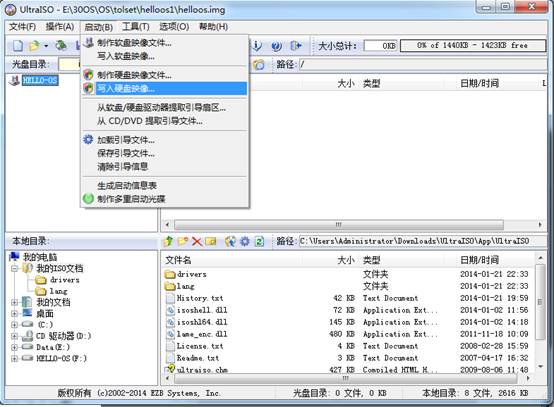 UltraISO - E:\30OS\OS\tolset\helloos1\helloos.img
文件(F) 操作(A) 启动(B) 工具(T) 选项(O) 帮助(H)
大小总计: 0KB 0% of 1440KB - 1423KB free
光盘目录: 路径: /
HELLO-OS
大小 类型 日期/时间
制作软盘映像文件...
写入软盘映像...
制作硬盘映像文件...
写入硬盘映像...
从软盘/硬盘驱动器提取引导扇区...
从 CD/DVD 提取引导文件...
加载引导文件...
保存引导文件...
清除引导信息
生成启动信息表
制作多重启动光碟
本地目录: 路径: C:\Users\Administrator\Downloads\UltraISO\App\UltraISO
我的电脑
我的ISO文档
drivers
lang
我的文档
桌面
(C:)
CD 驱动器(D:)
Data(E:)
HELLO-OS(F:)
文件名 大小 类型 日期/时间
drivers 文件夹 2014-01-21 22:33
lang 文件夹 2014-01-21 22:33
History.txt 42 KB Text Document 2014-01-21 19:59
isoshell.dll 72 KB Application Ext... 2014-01-02 11:56
isoshl64.dll 145 KB Application Ext... 2014-01-02 14:18
lame_enc.dll 480 KB Application Ext... 2011-11-18 10:09
License.txt 4 KB Text Document 2008-02-28 15:59
Readme.txt 3 KB Text Document 2007-04-17 16:32
ultraiso.chm 427 KB Compiled HTML H... 2009-08-06 11:48
版权所有 (c)2002-2014 EZB Systems, Inc. 光盘目录: 0 文件, 0 KB 本地目录: 8 文件, 2616 KB